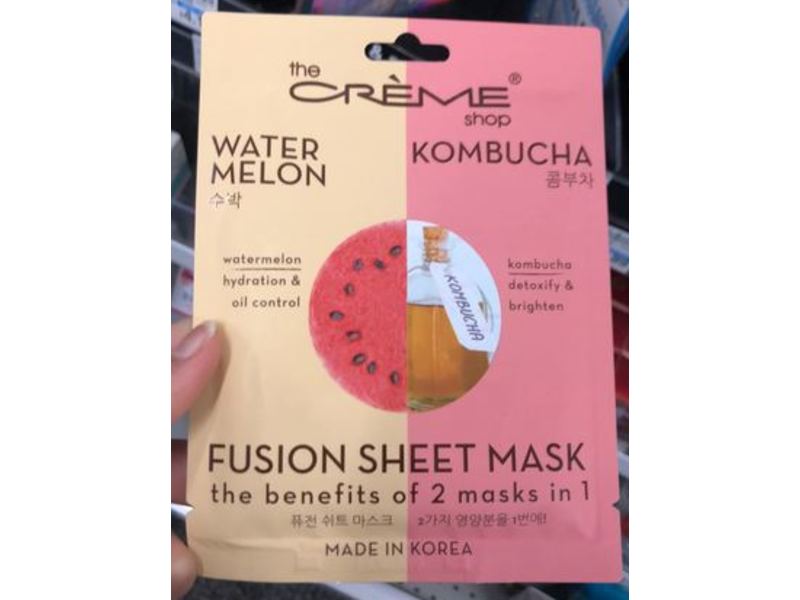 the
CRÈME®
shop
WATER
MELON
수박
KOMBUCHA
콤부차
watermelon
hydration &
oil control
kombucha
detoxify &
brighten
KOMBUCHA
FUSION SHEET MASK
the benefits of 2 masks in 1
퓨전 쉬트 마스크 2가지 영양분을 1번에!
MADE IN KOREA